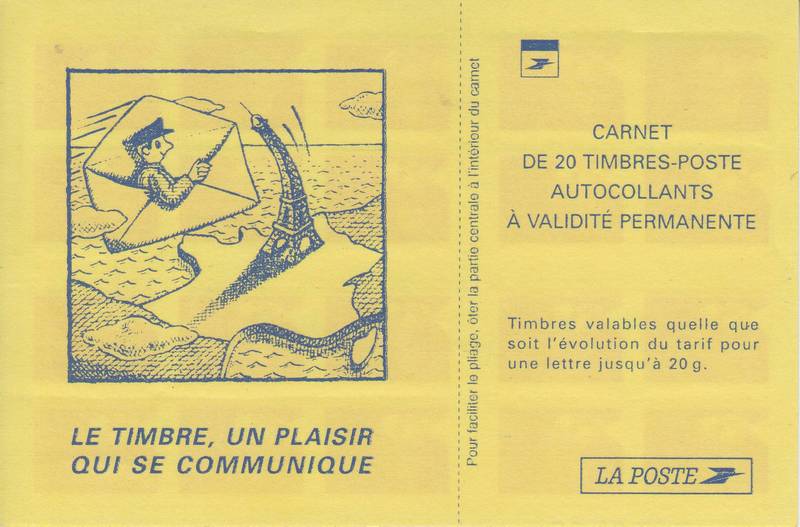 LE TIMBRE, UN PLAISIR
QUI SE COMMUNIQUE
Pour faciliter le pliage, ôter la partie centrale à l'intérieur du carnet
CARNET
DE 20 TIMBRES-POSTE
AUTOCOLLANTS
À VALIDITÉ PERMANENTE
Timbres valables quelle que
soit l'évolution du tarif pour
une lettre jusqu'à 20 g.
LA POSTE